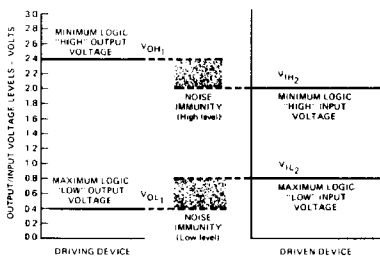 OUTPUT/INPUT VOLTAGE LEVELS - VOLTS
3.0
2.8
2.6
2.4
2.2
2.0
1.8
1.6
1.4
1.2
1.0
0.8
0.6
0.4
0.2
0.0
MINIMUM LOGIC
"HIGH" OUTPUT
VOLTAGE
VOH1
NOISE
IMMUNITY
(High level)
VIH2
MINIMUM LOGIC
"HIGH" INPUT
VOLTAGE
MAXIMUM LOGIC
"LOW" OUTPUT
VOLTAGE
VOL1
NOISE
IMMUNITY
(Low level)
VIL2
MAXIMUM LOGIC
"LOW" INPUT
VOLTAGE
DRIVING DEVICE
DRIVEN DEVICE